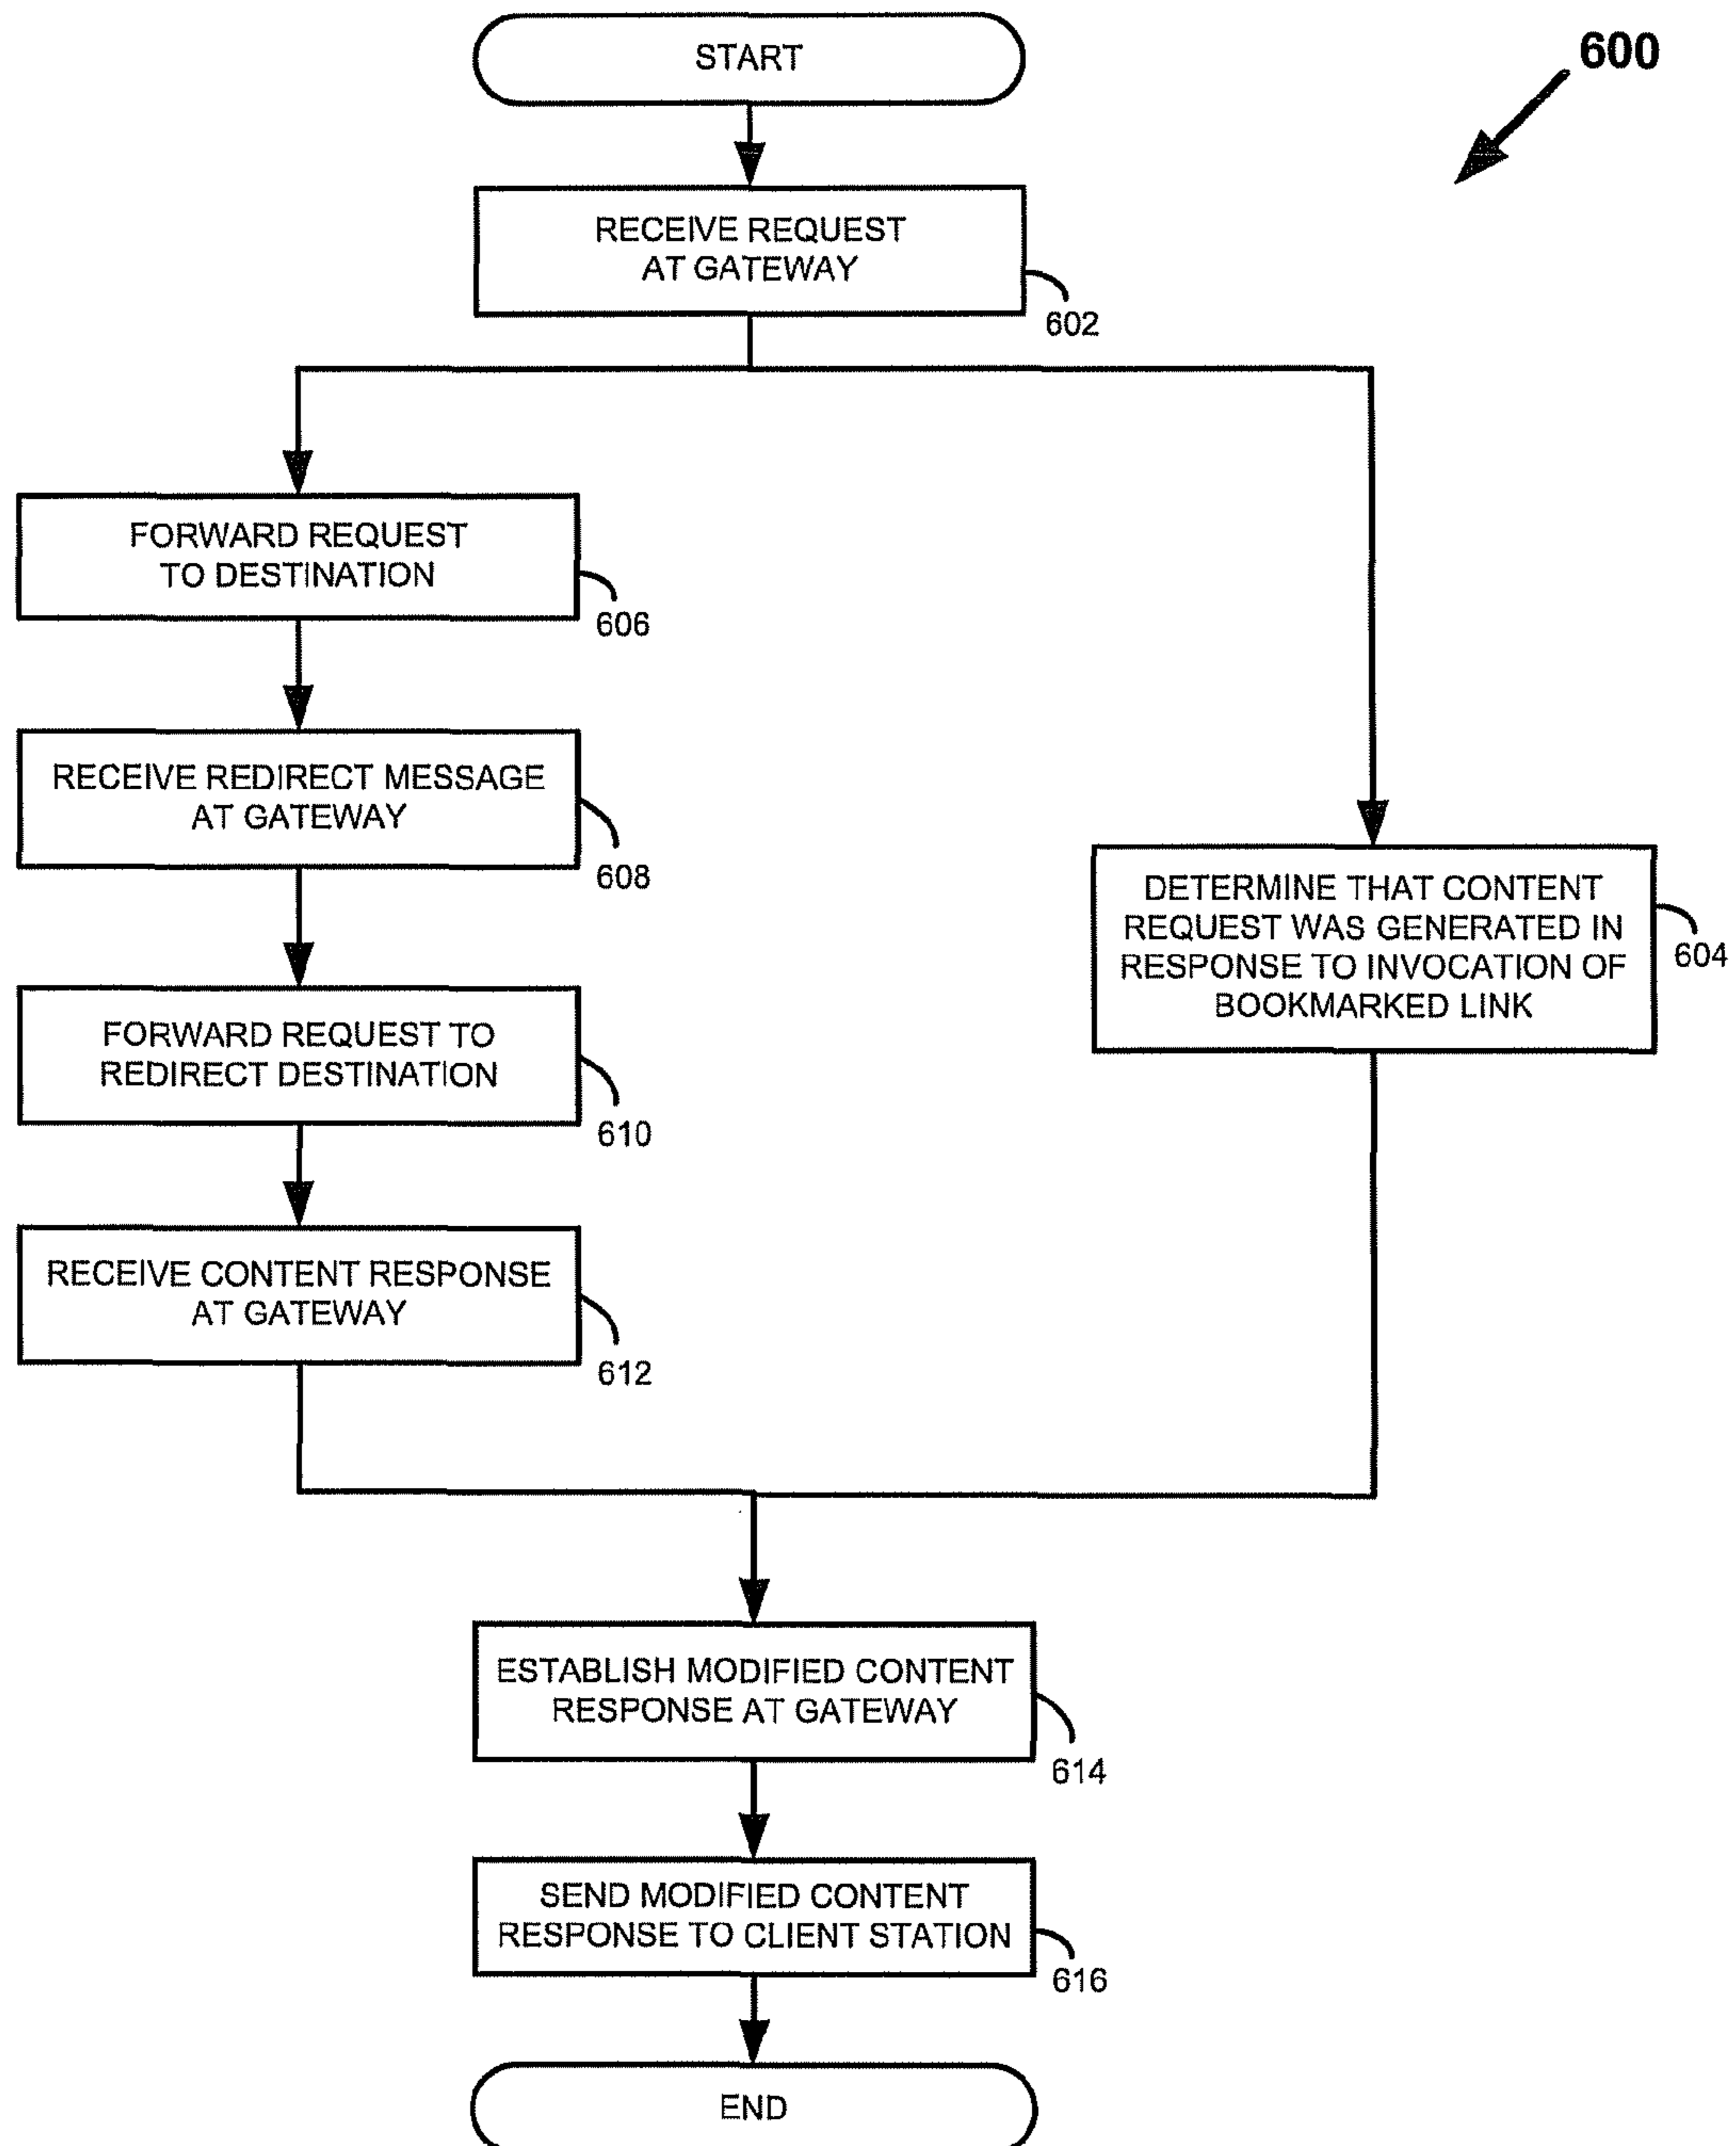 START
600
RECEIVE REQUEST
AT GATEWAY
602
FORWARD REQUEST
TO DESTINATION
606
RECEIVE REDIRECT MESSAGE
AT GATEWAY
608
DETERMINE THAT CONTENT
REQUEST WAS GENERATED IN
RESPONSE TO INVOCATION OF
BOOKMARKED LINK
604
FORWARD REQUEST TO
REDIRECT DESTINATION
610
RECEIVE CONTENT RESPONSE
AT GATEWAY
612
ESTABLISH MODIFIED CONTENT
RESPONSE AT GATEWAY
614
SEND MODIFIED CONTENT
RESPONSE TO CLIENT STATION
616
END